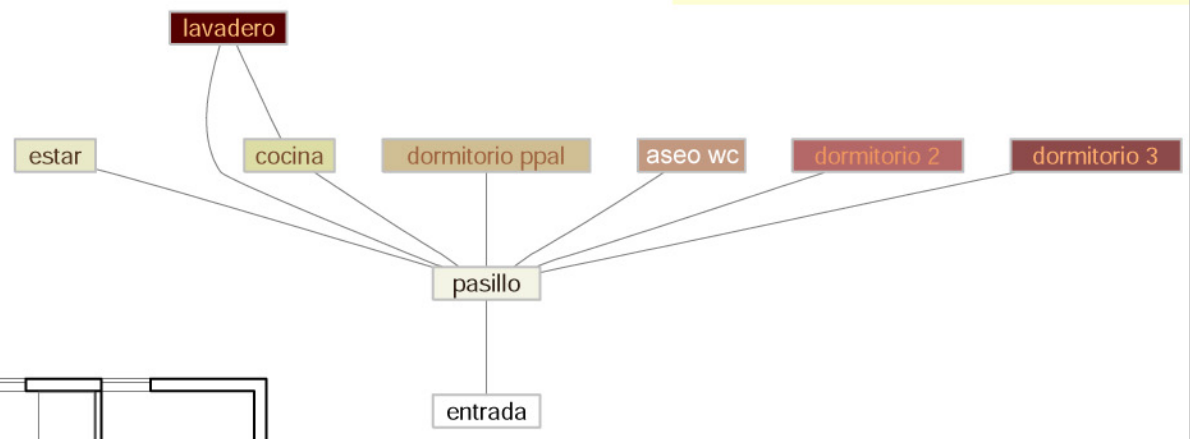 lavadero
estar
cocina
dormitorio ppal
aseo wc
dormitorio 2
dormitorio 3
pasillo
entrada